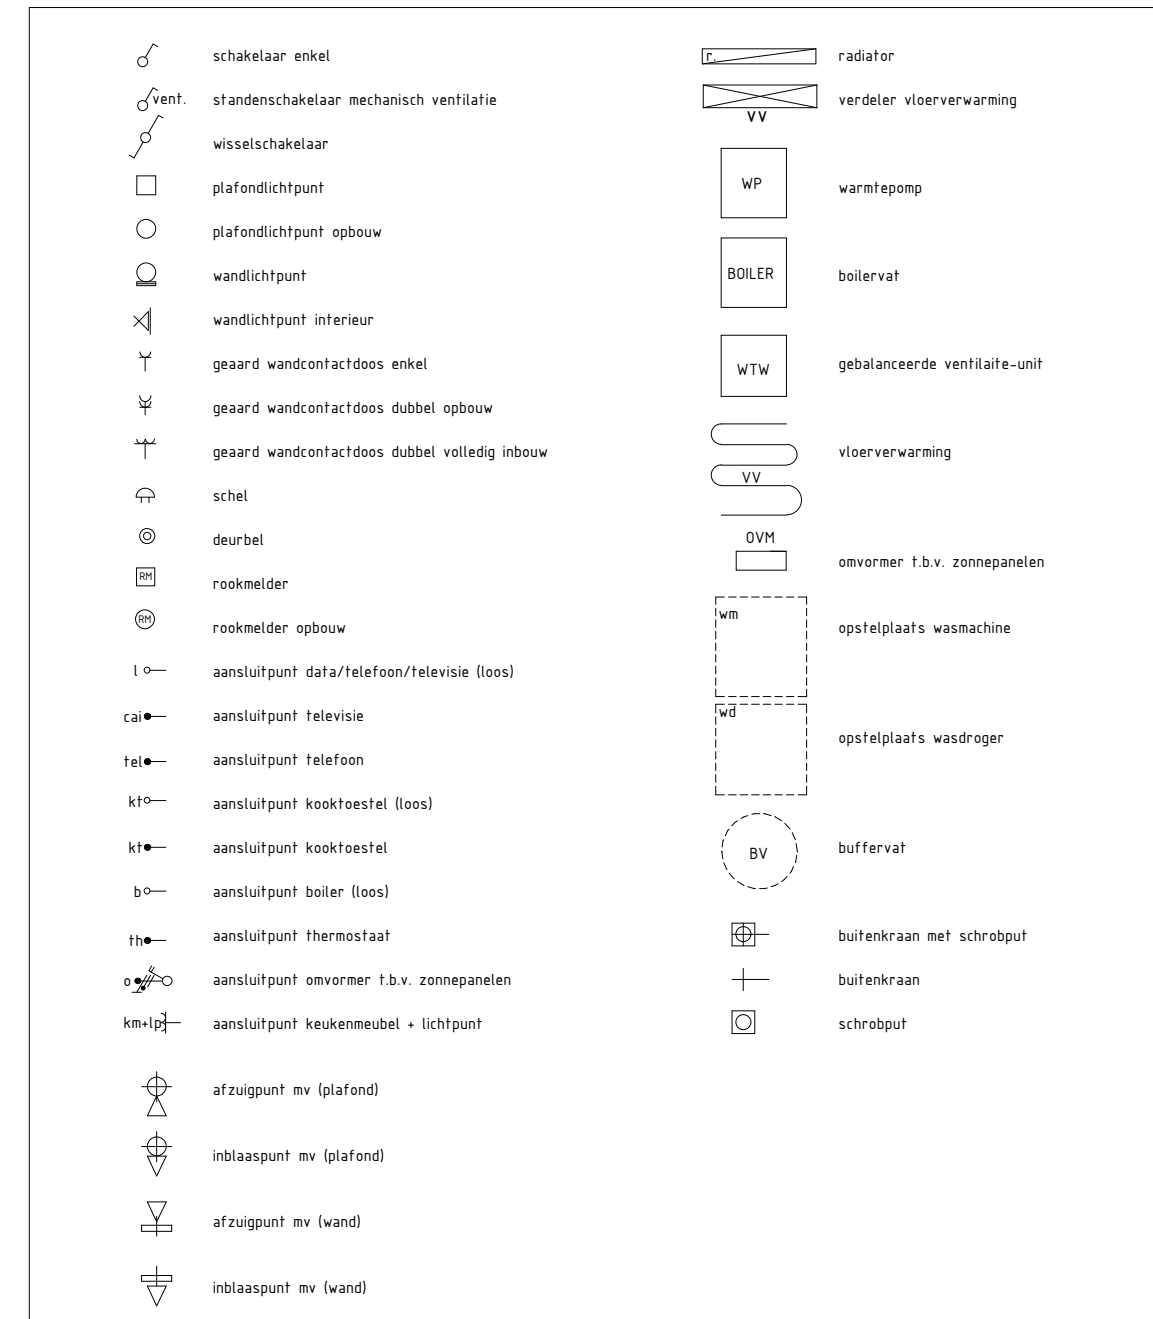 schakelaar enkel
vent. standenschakelaar mechanisch ventilatie
wisselschakelaar
plafondlichtpunt
plafondlichtpunt opbouw
wandlichtpunt
wandlichtpunt interieur
geaard wandcontactdoos enkel
geaard wandcontactdoos dubbel opbouw
geaard wandcontactdoos dubbel volledig inbouw
schel
deurbel
RM rookmelder
RM rookmelder opbouw
l aansluitpunt data/telefoon/televisie (loos)
cai aansluitpunt televisie
tel aansluitpunt telefoon
kt aansluitpunt kooktoestel (loos)
kt aansluitpunt kooktoestel
b aansluitpunt boiler (loos)
th aansluitpunt thermostaat
o aansluitpunt omvormer t.b.v. zonnepanelen
km+lp aansluitpunt keukenmeubel + lichtpunt
afzuigpunt mv (plafond)
inblaaspunt mv (plafond)
afzuigpunt mv (wand)
inblaaspunt mv (wand)
r. radiator
verdeler vloerverwarming
VV
WP warmtepomp
BOILER boilervat
WTW gebalanceerde ventilaite-unit
vloerverwarming
VV
OVM
omvormer t.b.v. zonnepanelen
wm
opstelplaats wasmachine
wd
opstelplaats wasdroger
BV buffervat
buitenkraan met schrobput
buitenkraan
schrobput